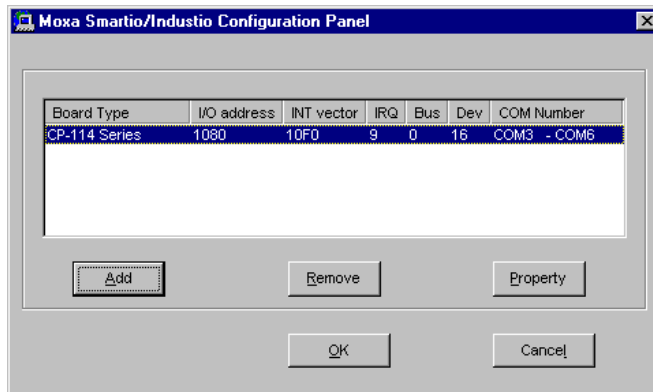 Moxa Smartio/Industio Configuration Panel
Board Type I/O address INT vector IRQ Bus Dev COM Number
CP-114 Series 1080 10F0 9 0 16 COM3 - COM6
Add Remove Property
OK Cancel